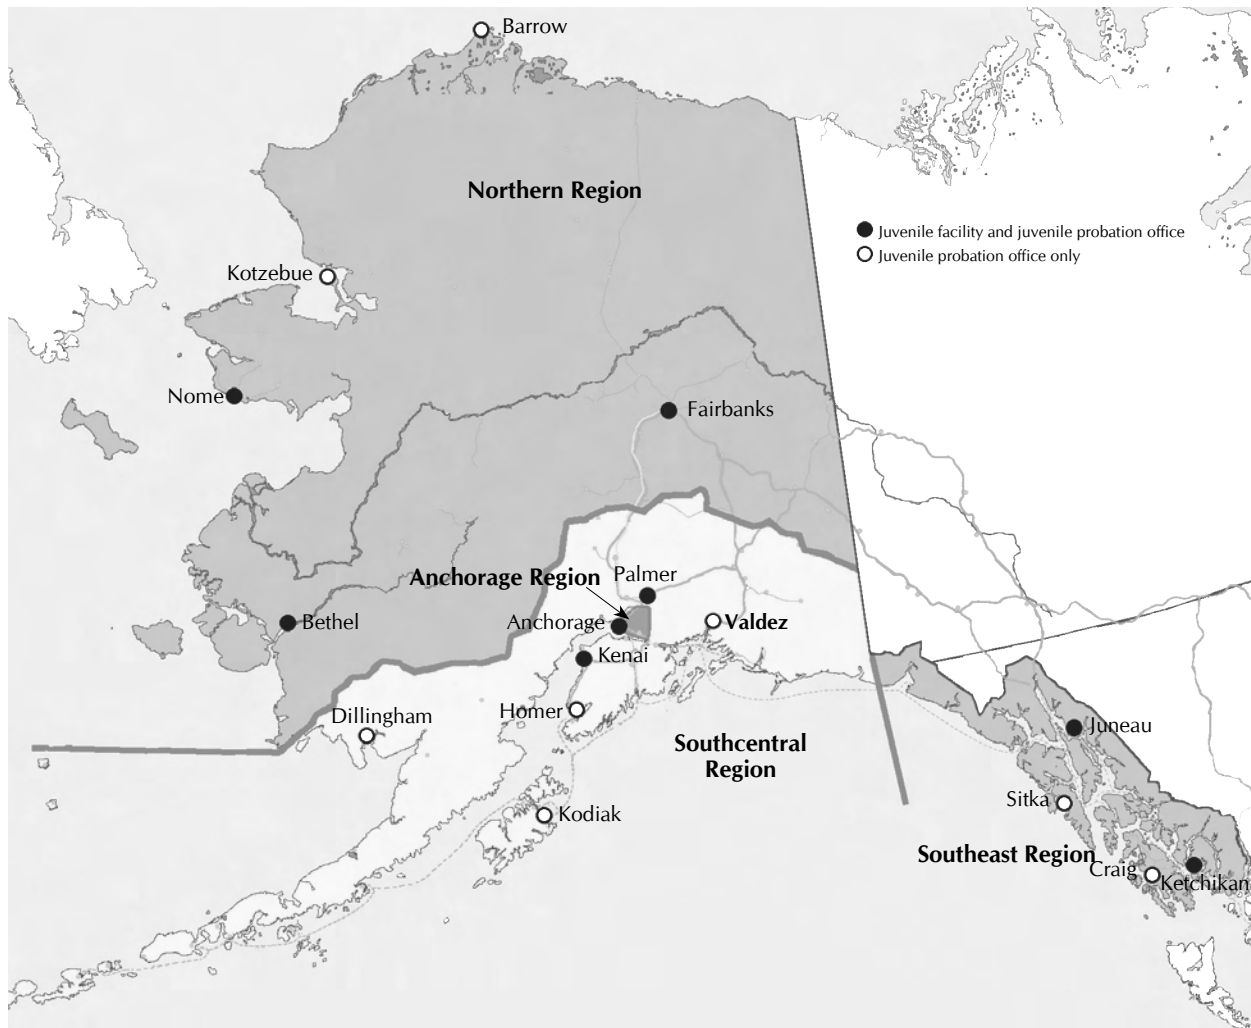 Barrow
Northern Region
Juvenile facility and juvenile probation office
Juvenile probation office only
Kotzebue
Nome
Fairbanks
Anchorage Region
Palmer
Bethel
Anchorage
Valdez
Kenai
Homer
Dillingham
Southcentral
Region
Juneau
Kodiak
Sitka
Southeast Region
Craig
Ketchikan